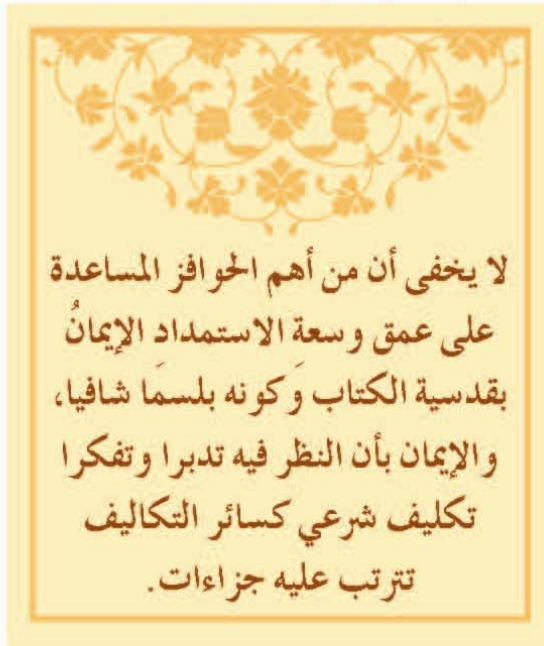 لا يخفى أن من أهم الحوافز المساعدة
على عمق وسعة الاستمداد الإيمانُ
بقدسية الكتاب وَكونه بلسمَا شافيا،
والإيمان بأن النظر فيه تدبرا وتفكرا
تكليف شرعي كسائر التكاليف
تترتب عليه جزاءات.